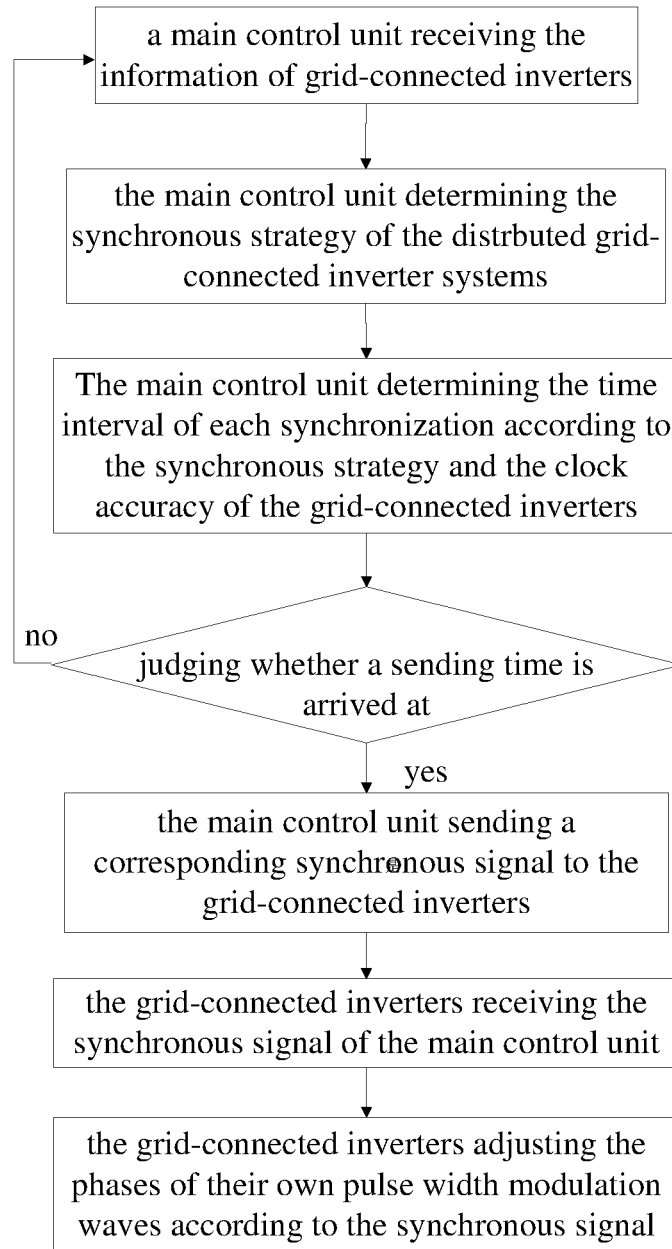 a main control unit receiving the
information of grid-connected inverters
the main control unit determining the
synchronous strategy of the distrbuted grid-
connected inverter systems
The main control unit determining the time
interval of each synchronization according to
the synchronous strategy and the clock
accuracy of the grid-connected inverters
no
judging whether a sending time is
arrived at
yes
the main control unit sending a
corresponding synchronous signal to the
grid-connected inverters
the grid-connected inverters receiving the
synchronous signal of the main control unit
the grid-connected inverters adjusting the
phases of their own pulse width modulation
waves according to the synchronous signal